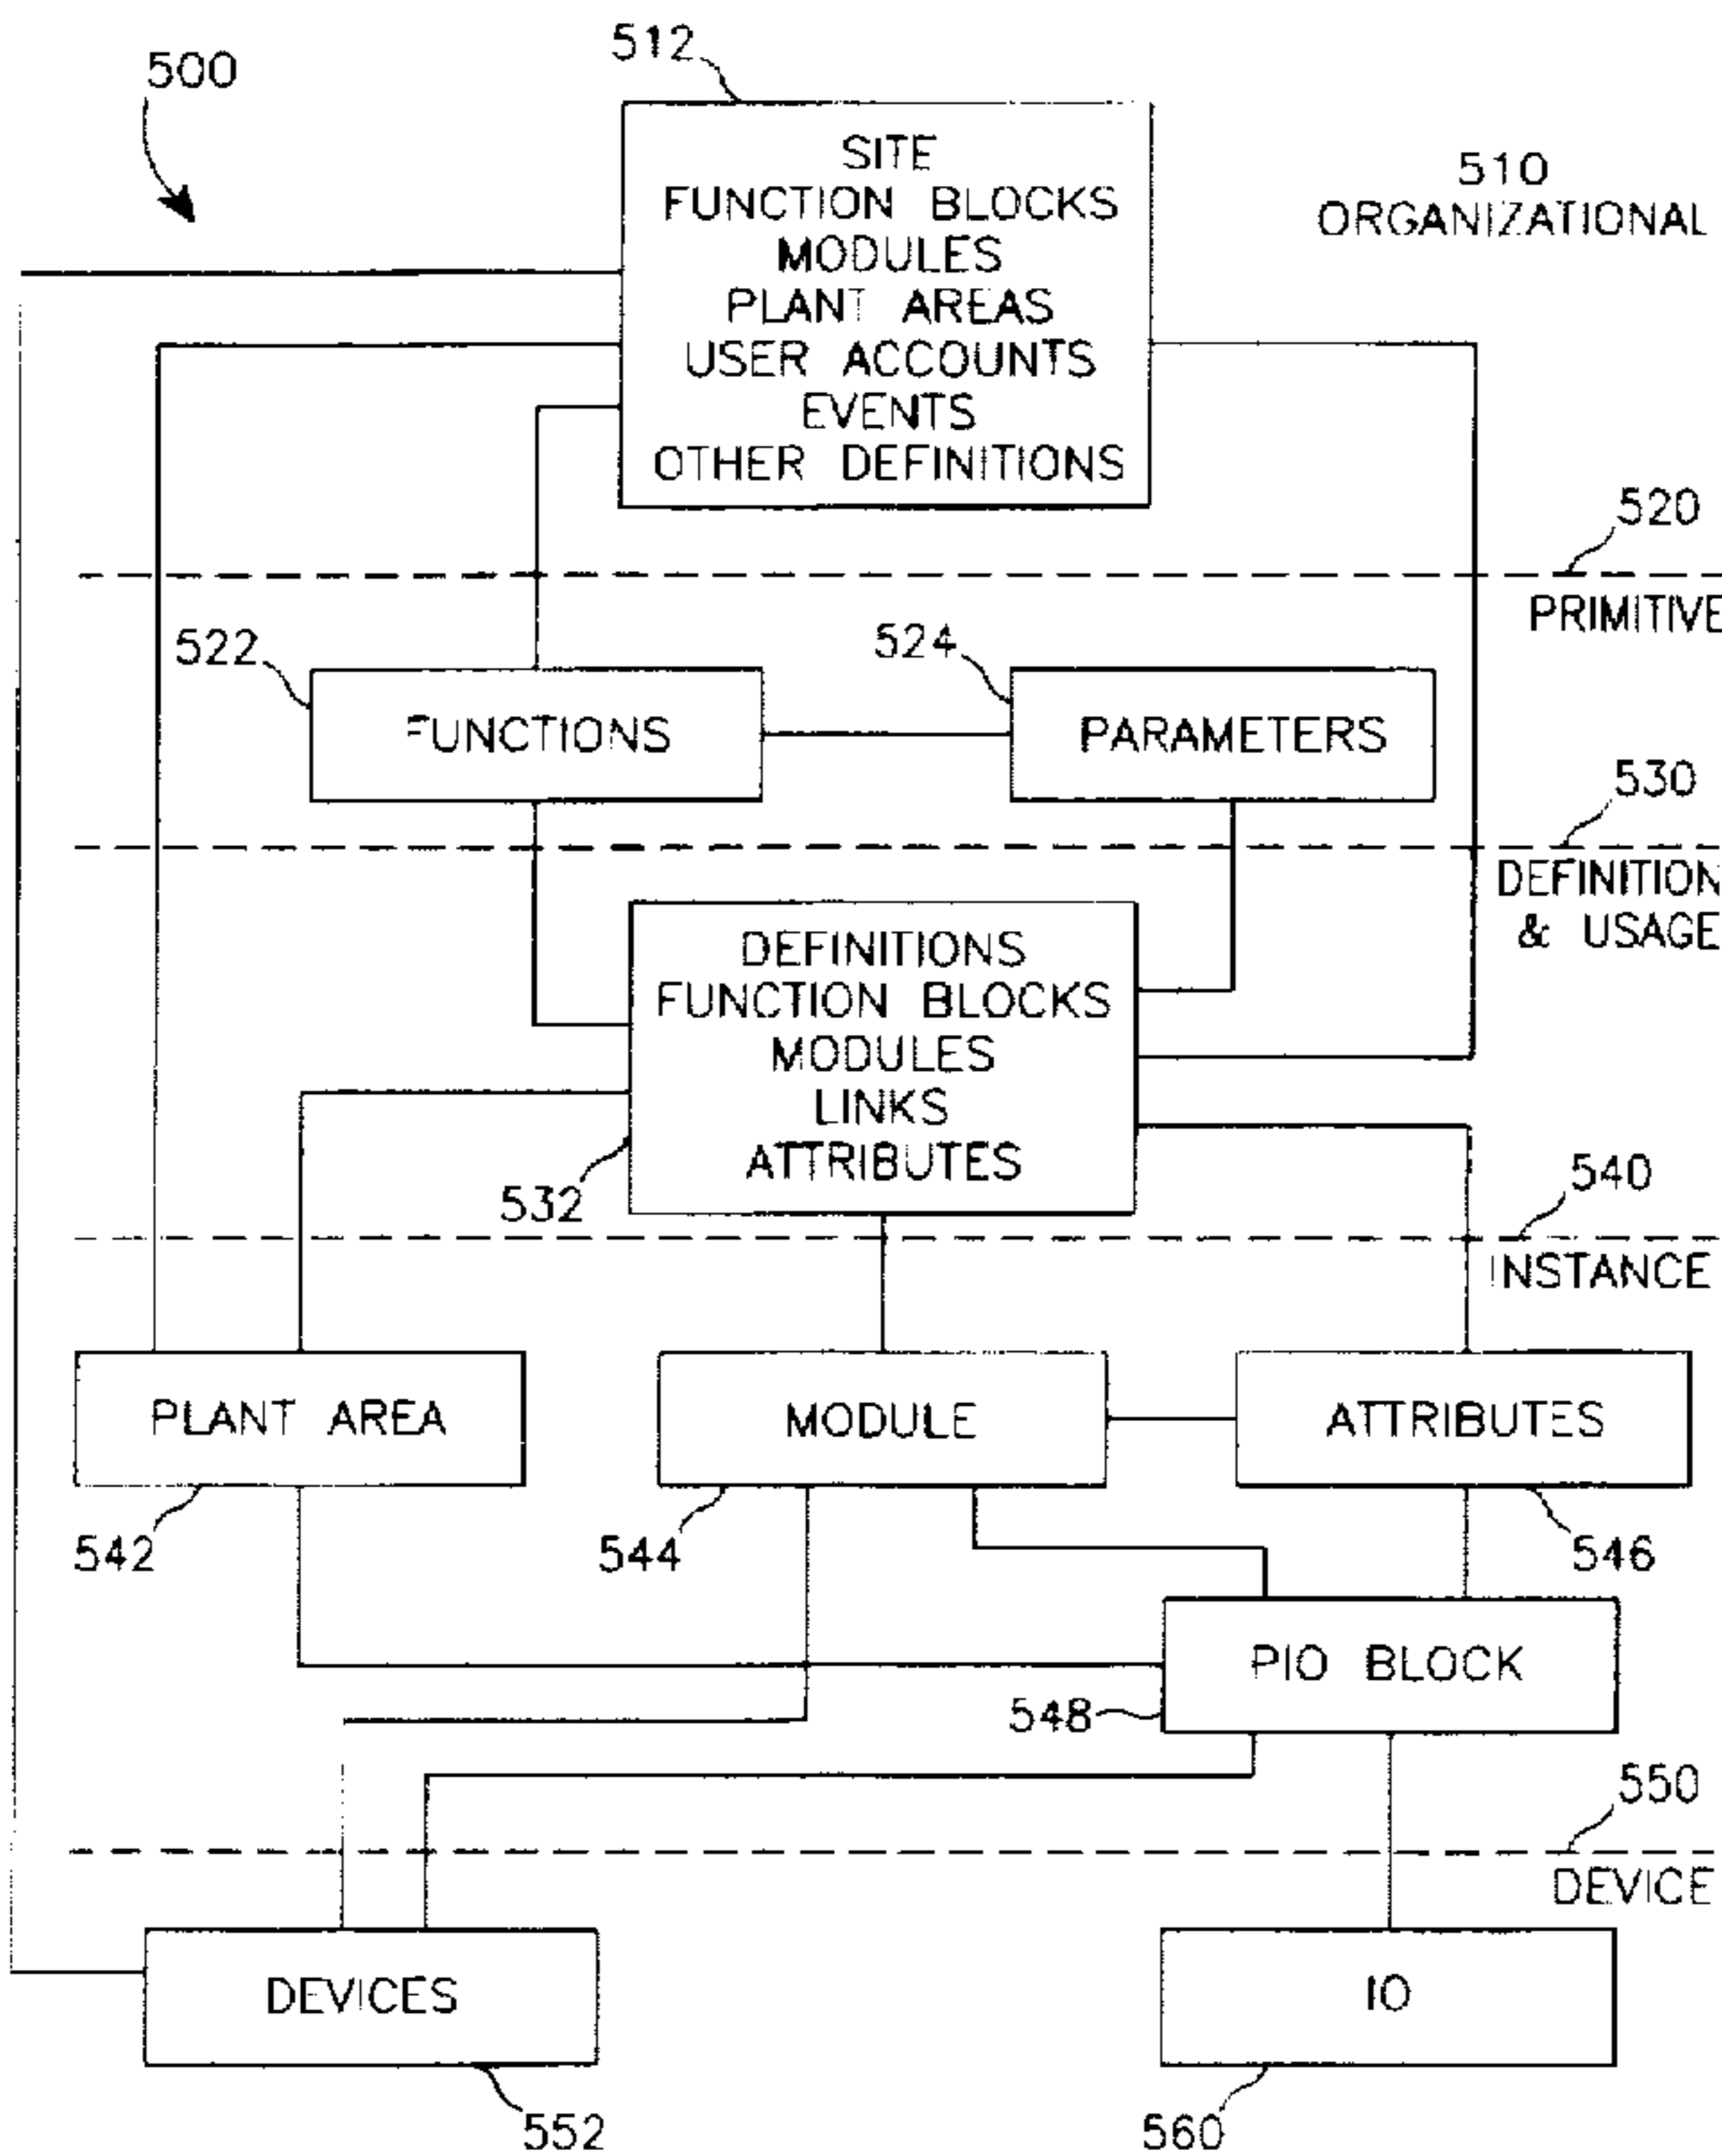 500
512
SITE
FUNCTION BLOCKS
MODULES
PLANT AREAS
USER ACCOUNTS
EVENTS
OTHER DEFINITIONS
510
ORGANIZATIONAL
520
PRIMITIVE
522
FUNCTIONS
524
PARAMETERS
530
DEFINITION
& USAGE
DEFINITIONS
FUNCTION BLOCKS
MODULES
LINKS
ATTRIBUTES
532
540
INSTANCE
PLANT AREA
MODULE
ATTRIBUTES
542
544
546
PIO BLOCK
548
550
DEVICE
DEVICES
IO
552
560